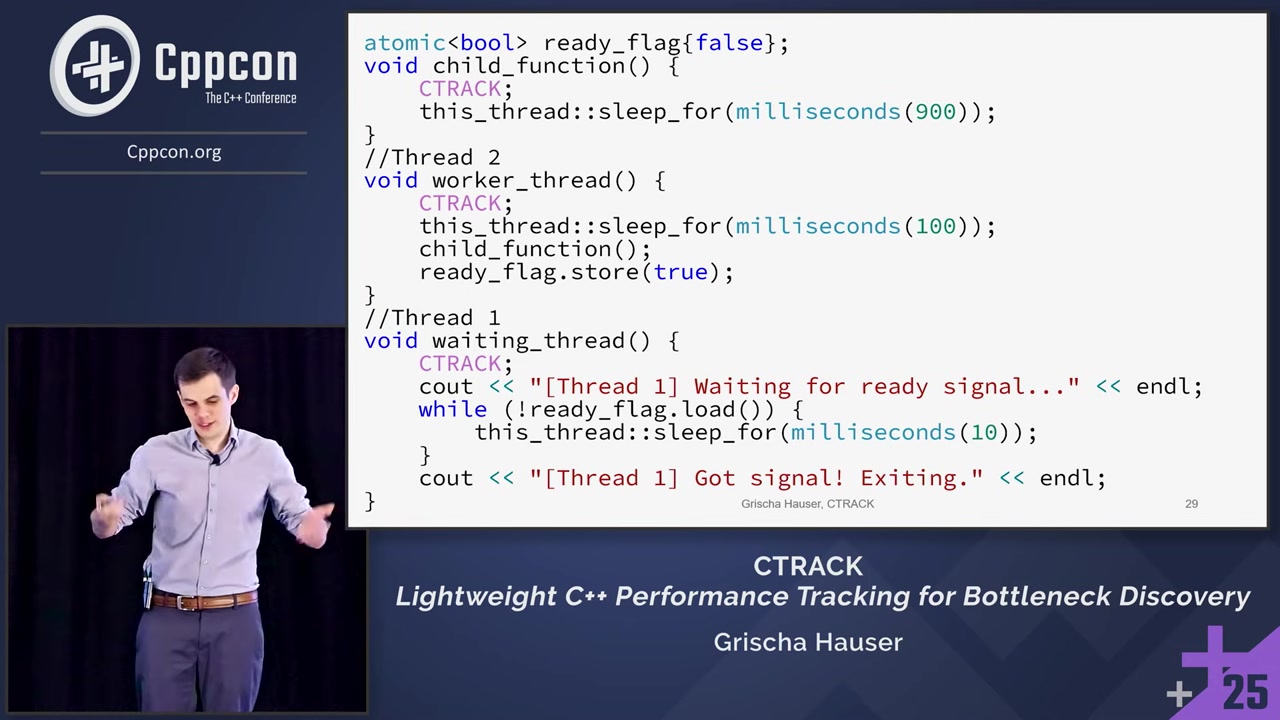 Cppcon
The C++ Conference
Cppcon.org
atomic<bool> ready_flag{false};
void child_function() {
    CTRACK;
    this_thread::sleep_for(milliseconds(900));
}
//Thread 2
void worker_thread() {
    CTRACK;
    this_thread::sleep_for(milliseconds(100));
    child_function();
    ready_flag.store(true);
}
//Thread 1
void waiting_thread() {
    CTRACK;
    cout << "[Thread 1] Waiting for ready signal..." << endl;
    while (!ready_flag.load()) {
        this_thread::sleep_for(milliseconds(10));
    }
    cout << "[Thread 1] Got signal! Exiting." << endl;
}
Grischa Hauser, CTRACK
29
CTRACK
Lightweight C++ Performance Tracking for Bottleneck Discovery
Grischa Hauser
25